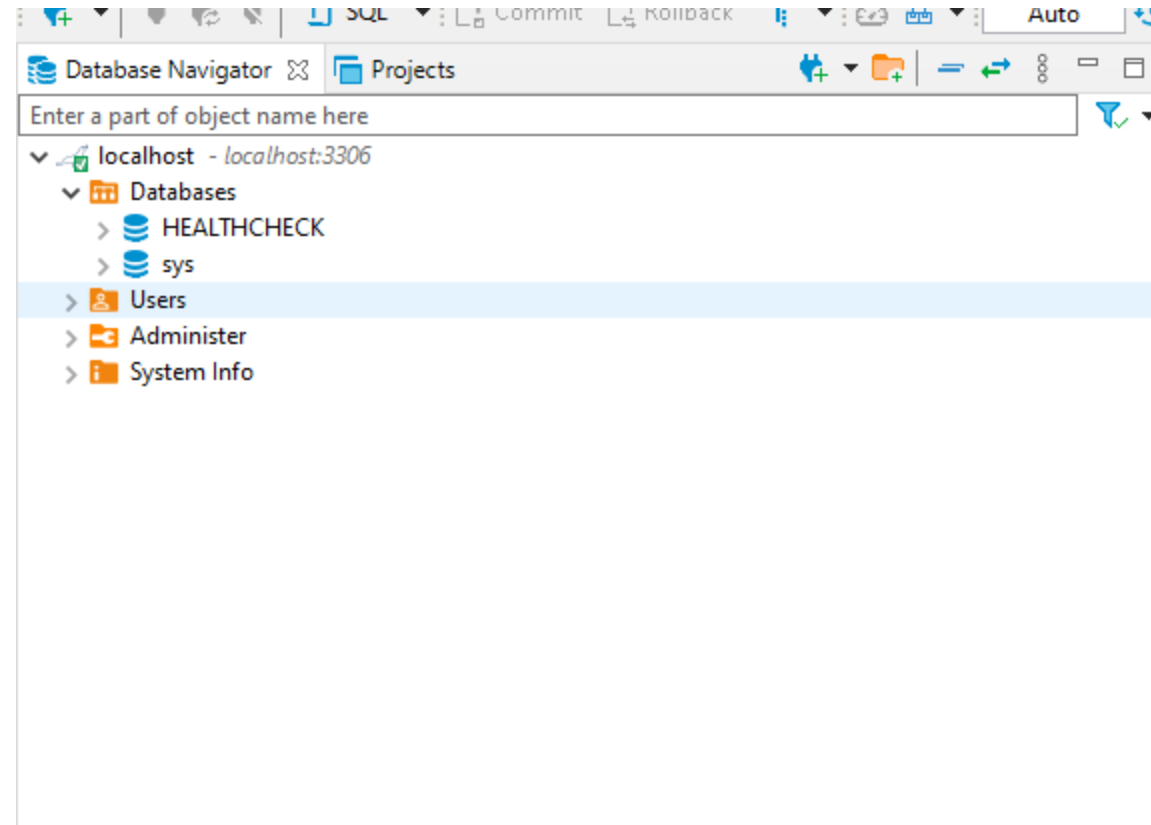 SQL Commit Rollback Auto
Database Navigator Projects
Enter a part of object name here
localhost - localhost:3306
Databases
HEALTHCHECK
sys
Users
Administer
System Info